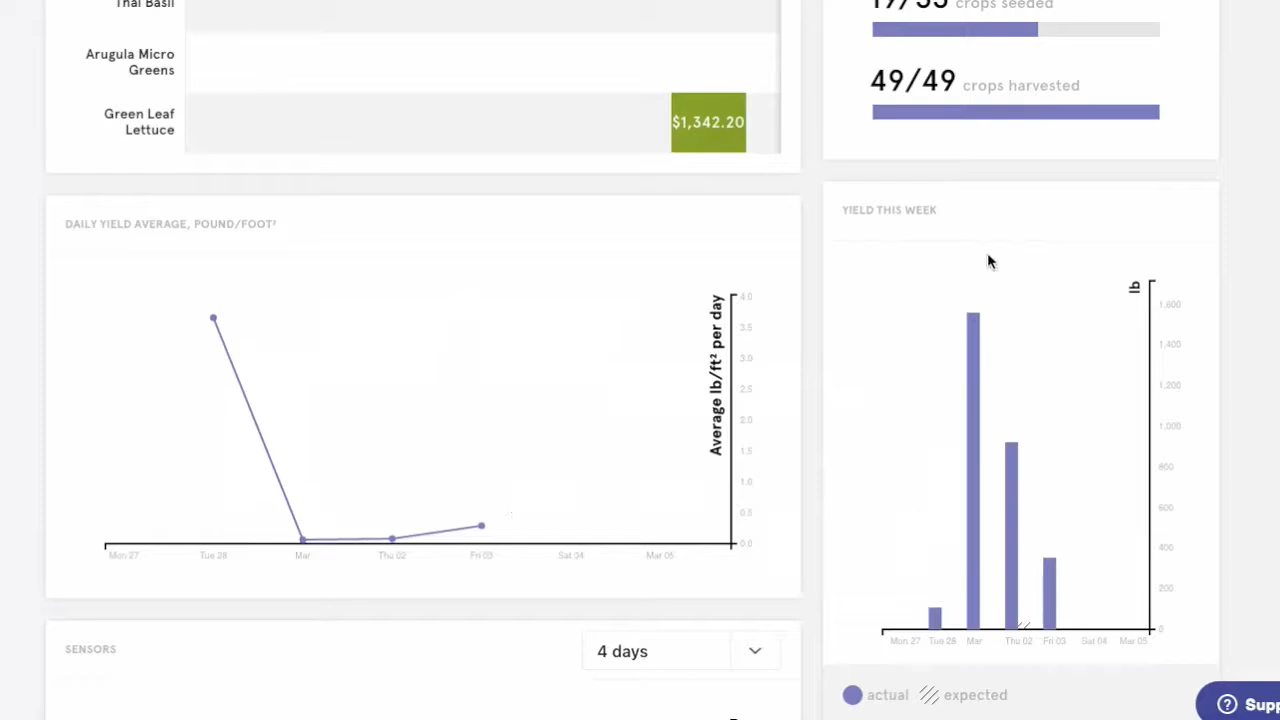 Thai Basil
Arugula Micro
Greens
Green Leaf
Lettuce
$1,342.20
crops seeded
49/49 crops harvested
DAILY YIELD AVERAGE, POUND/FOOT²
Average lb/ft² per day
4.0
3.5
3.0
2.5
2.0
1.5
1.0
0.5
0.0
Mon 27 Tue 28 Mar Thu 02 Fri 03 Sat 04 Mar 05
YIELD THIS WEEK
lb
1,600
1,400
1,200
1,000
800
600
400
200
0
Mon 27 Tue 28 Mar Thu 02 Fri 03 Sat 04 Mar 05
actual expected
SENSORS
4 days
Supp